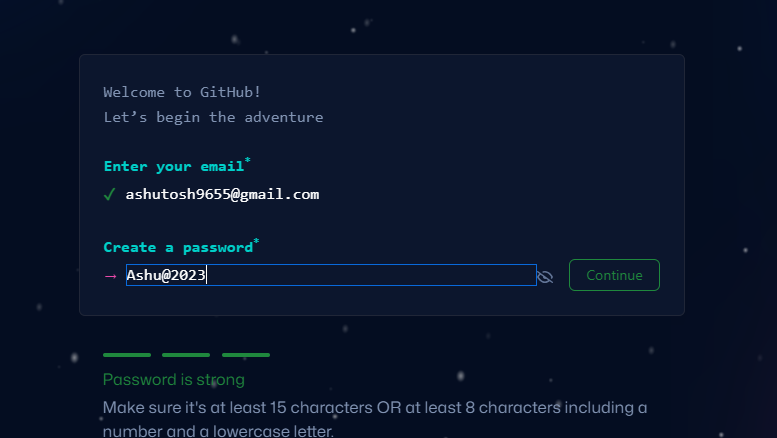 Welcome to GitHub!
Let’s begin the adventure
Enter your email*
✓ ashutosh9655@gmail.com
Create a password*
→ Ashu@2023
Continue
Password is strong
Make sure it's at least 15 characters OR at least 8 characters including a
number and a lowercase letter.